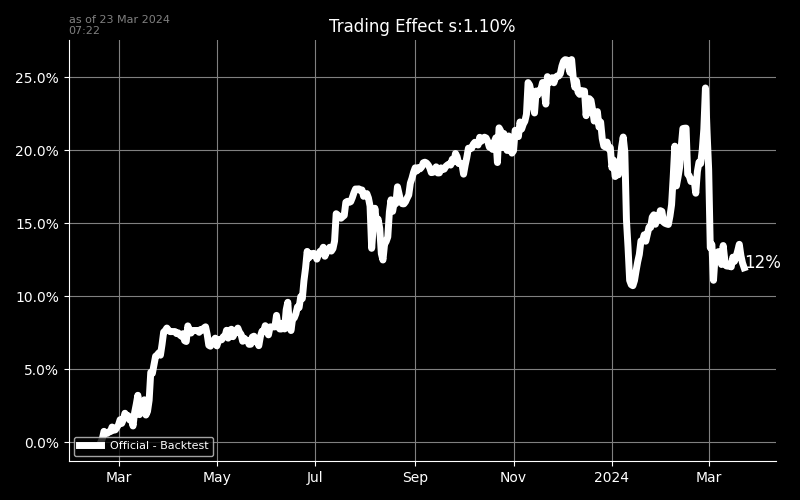 as of 23 Mar 2024
07:22
Trading Effect s:1.10%
25.0%
20.0%
15.0%
10.0%
5.0%
0.0%
12%
Official - Backtest
Mar May Jul Sep Nov 2024 Mar